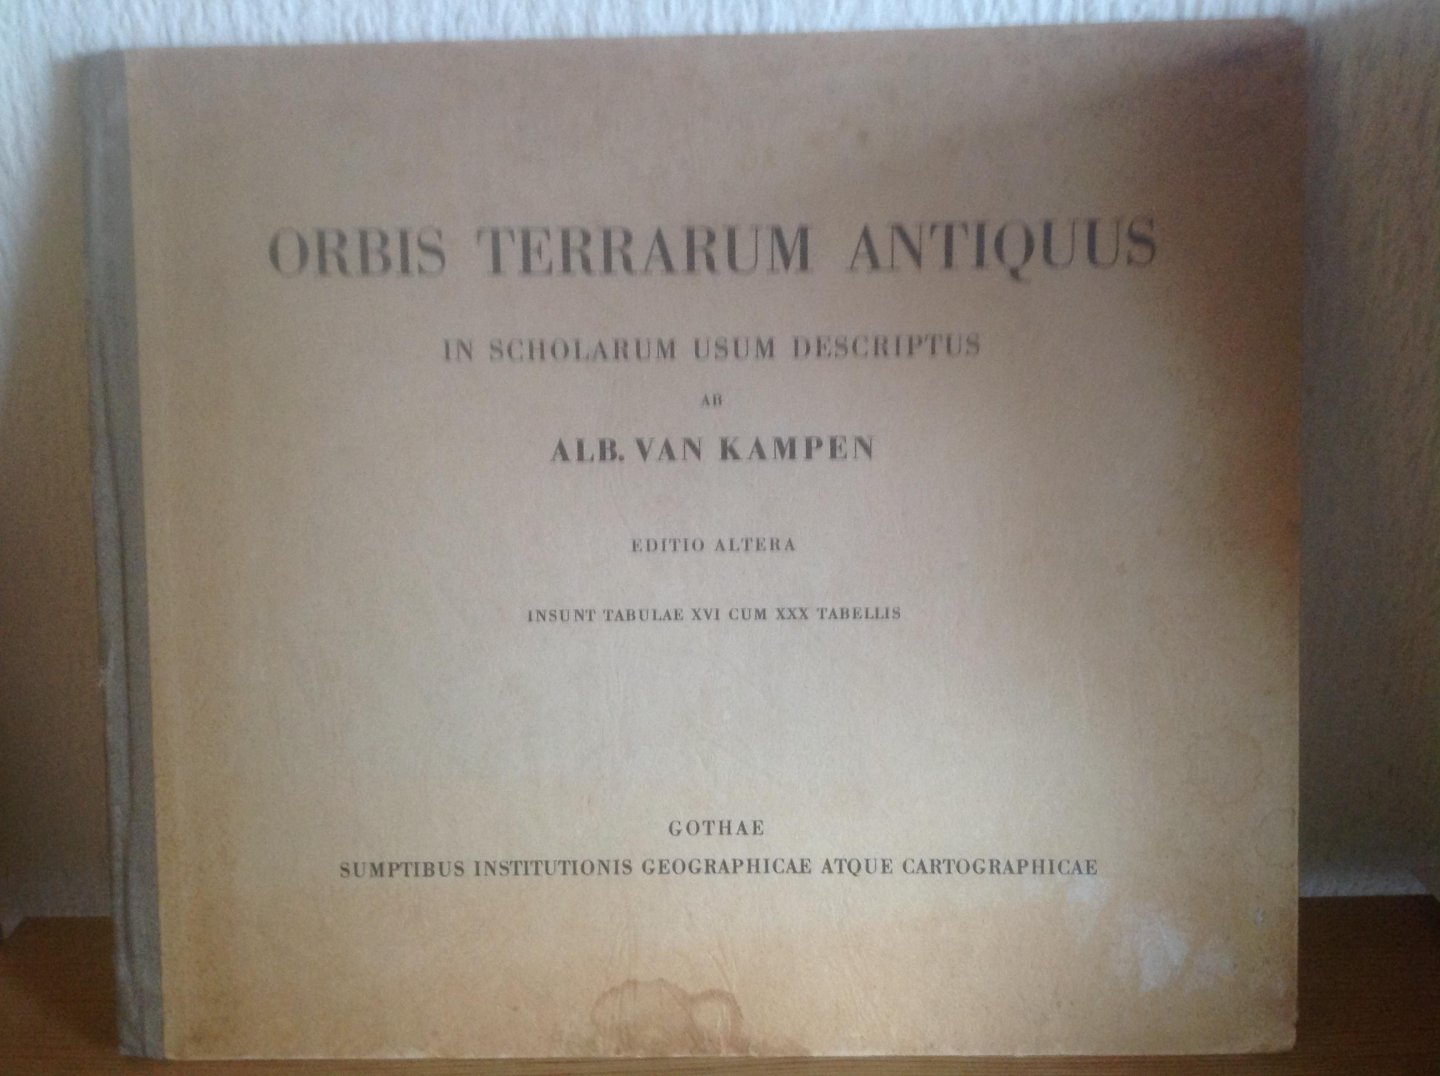 ORBIS TERRARUM ANTIQUUS
IN SCHOLARUM USUM DESCRIPTUS
AB
ALB. VAN KAMPEN
EDITIO ALTERA
INSUNT TABULAE XVI CUM XXX TABELLIS
GOTHAE
SUMPTIBUS INSTITUTIONIS GEOGRAPHICAE ATQUE CARTOGRAPHICAE